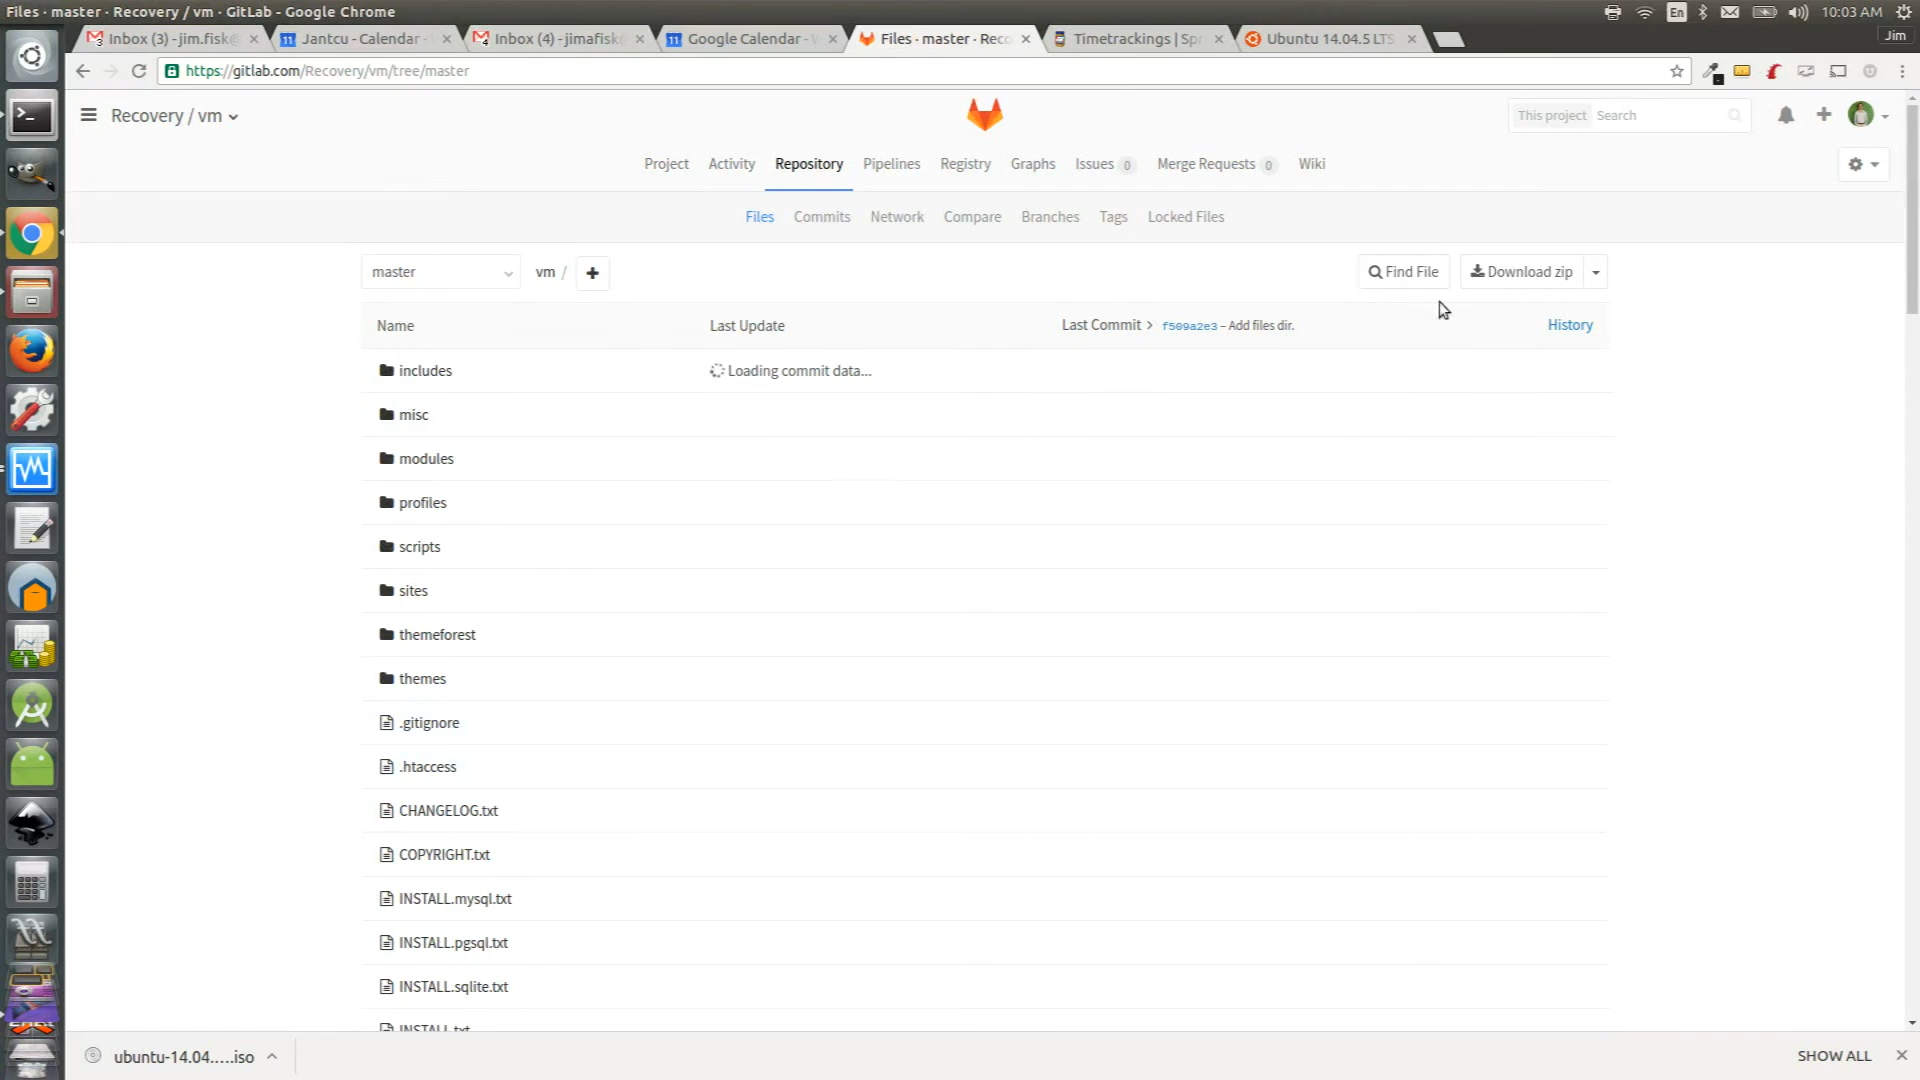 Files · master · Recovery / vm · GitLab - Google Chrome
En
10:03 AM
Inbox (3) - jim.fisk@
Jantcu - Calendar -
Inbox (4) - jimafisk
Google Calendar -
Files · master · Reco
Timetrackings | Spr
Ubuntu 14.04.5 LTS
Jim
https://gitlab.com/Recovery/vm/tree/master
Recovery / vm
This project Search
Project Activity Repository Pipelines Registry Graphs Issues 0 Merge Requests 0 Wiki
Files Commits Network Compare Branches Tags Locked Files
master
vm /
Find File
Download zip
Name Last Update Last Commit > f509a2e3 – Add files dir. History
includes Loading commit data...
misc
modules
profiles
scripts
sites
themeforest
themes
.gitignore
.htaccess
CHANGELOG.txt
COPYRIGHT.txt
INSTALL.mysql.txt
INSTALL.pgsql.txt
INSTALL.sqlite.txt
INSTALL.txt
ubuntu-14.04.....iso
SHOW ALL